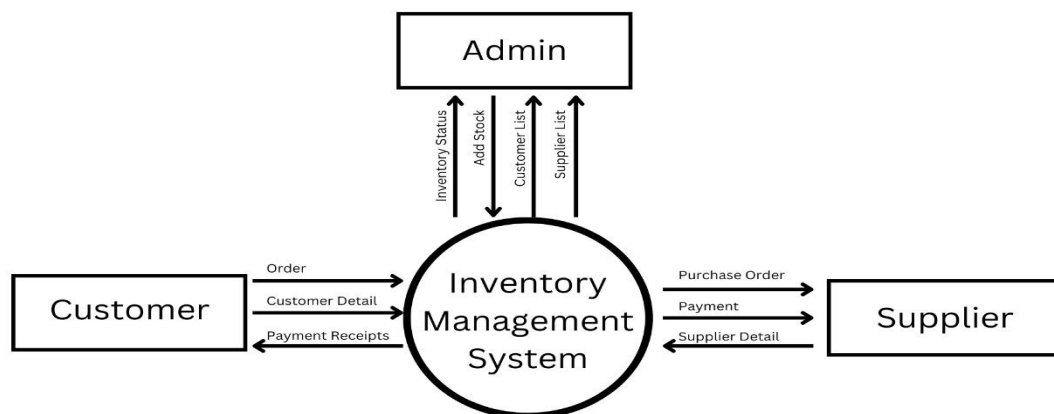 Admin
Inventory Status
Add Stock
Customer List
Supplier List
Customer
Order
Customer Detail
Payment Receipts
Inventory
Management
System
Purchase Order
Payment
Supplier Detail
Supplier